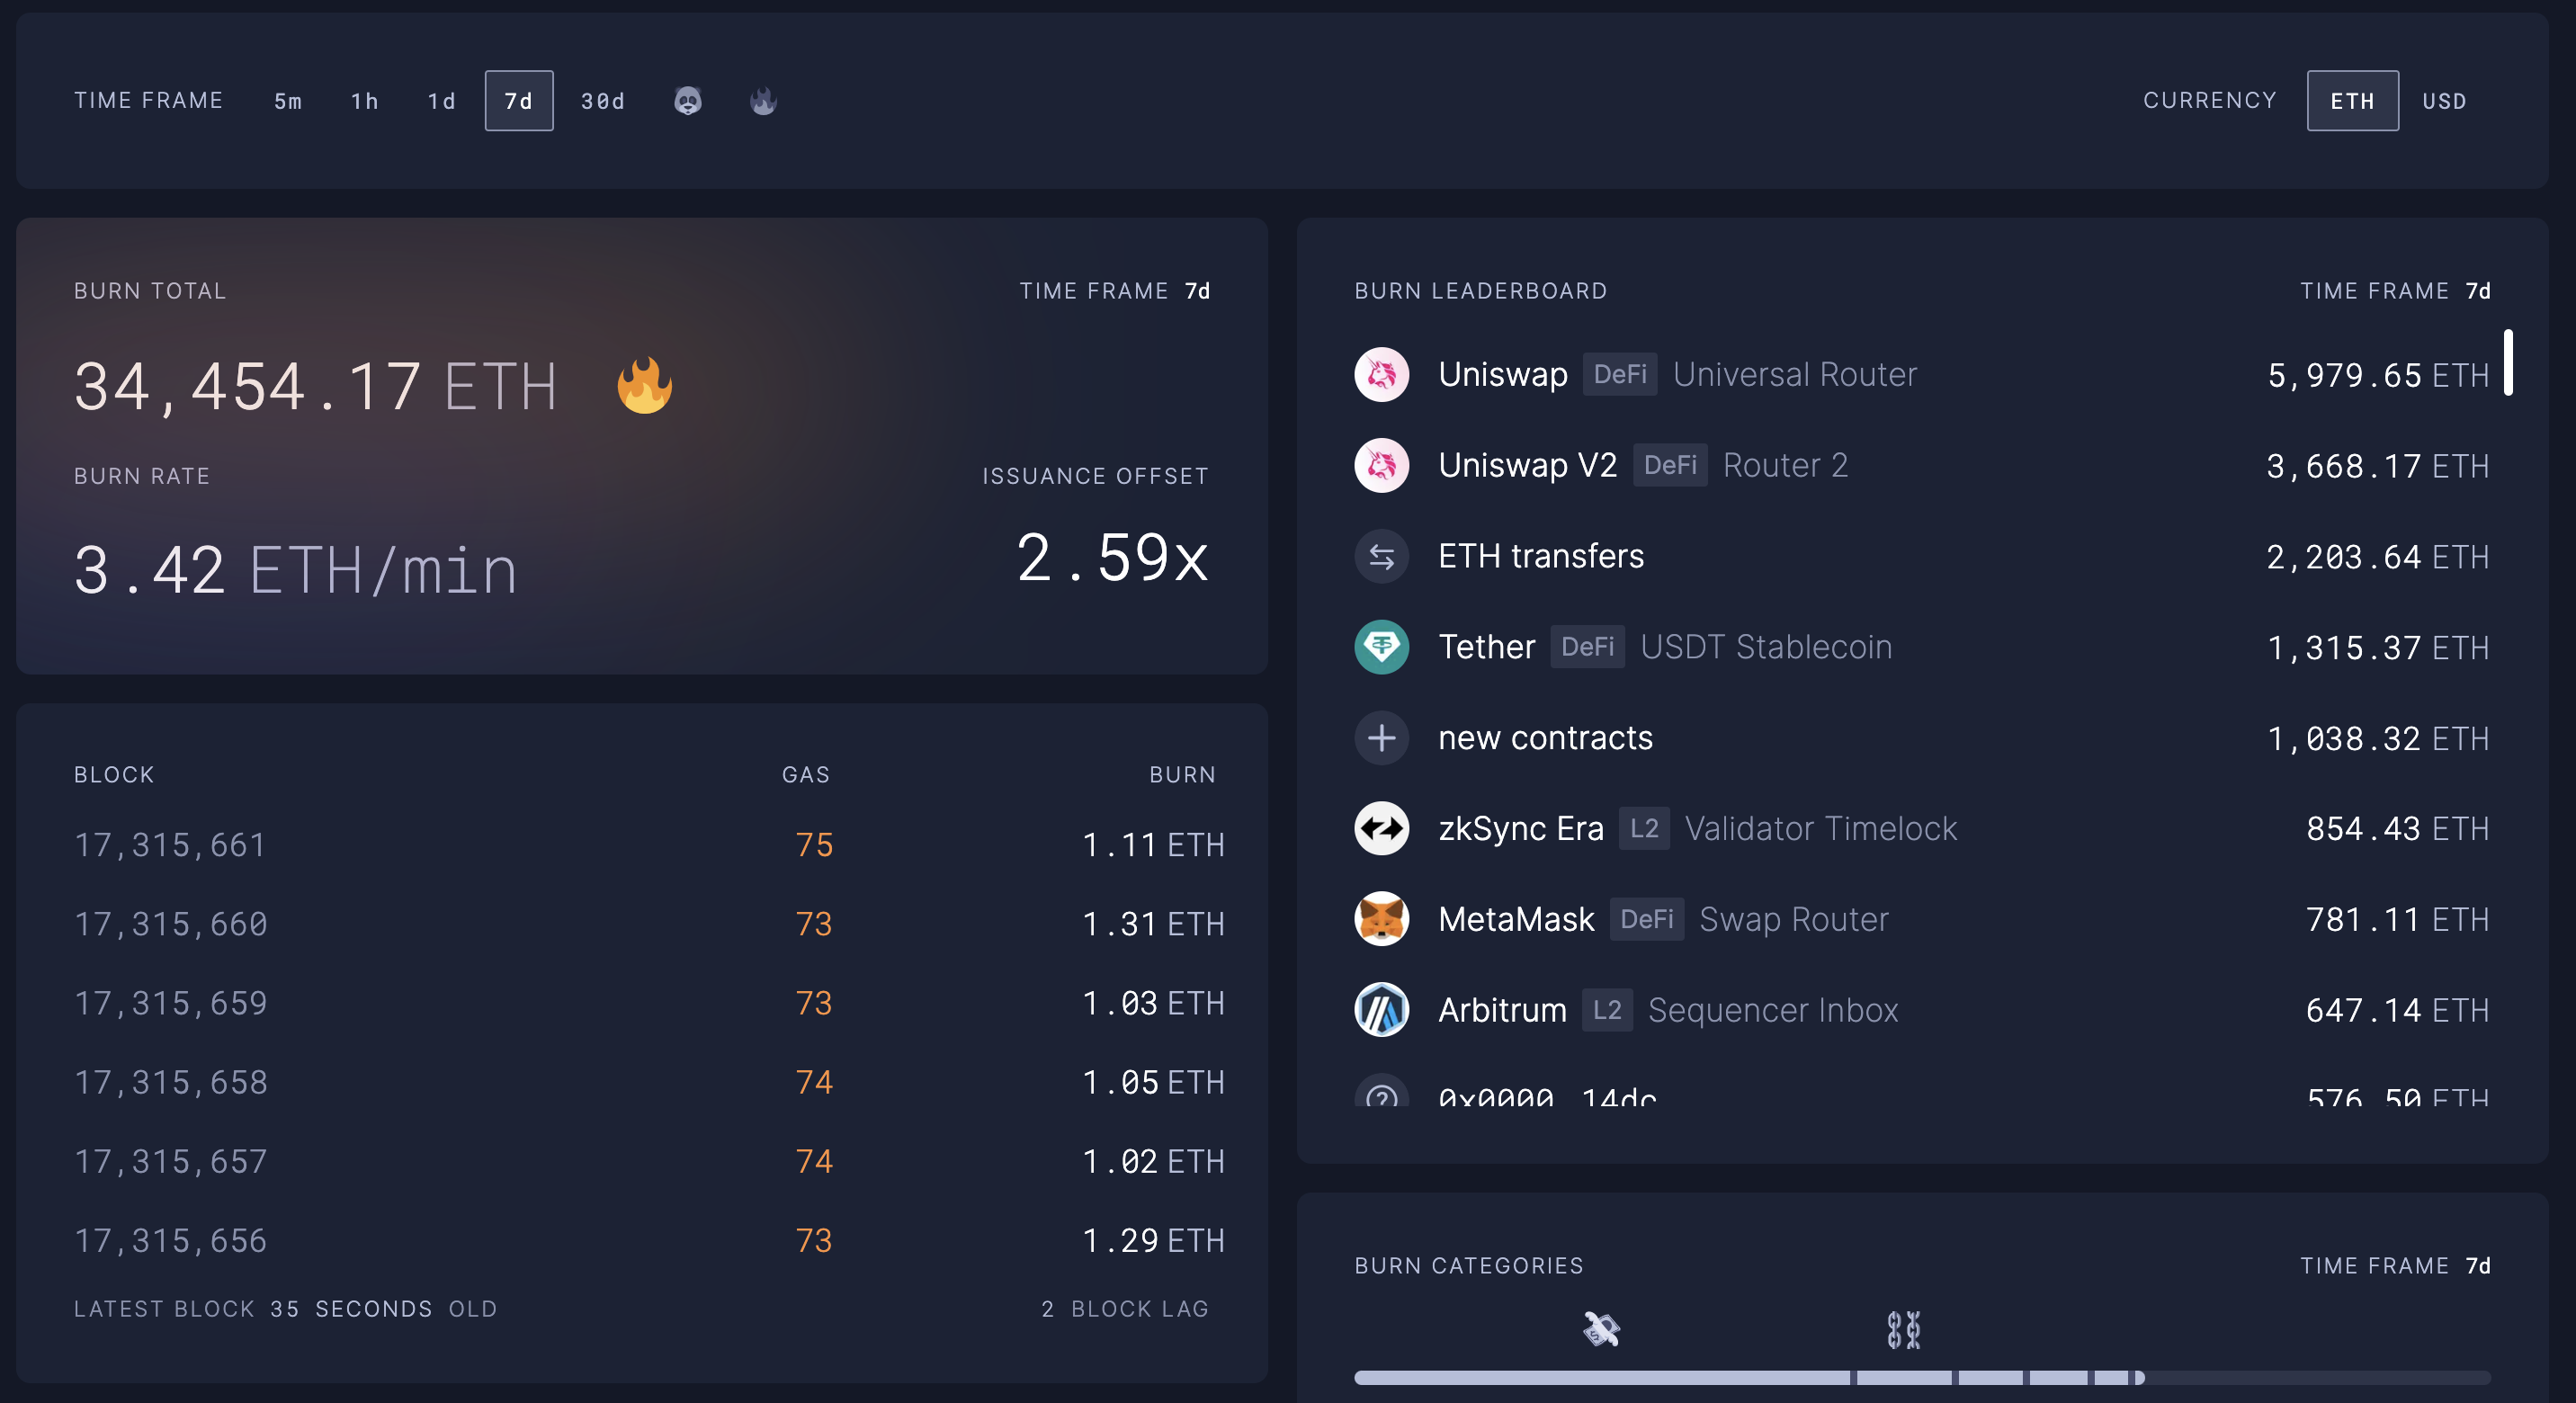 TIME FRAME 5m 1h 1d 7d 30d
CURRENCY ETH USD
BURN TOTAL TIME FRAME 7d
34,454.17 ETH
BURN RATE ISSUANCE OFFSET
3.42 ETH/min 2.59x
BLOCK GAS BURN
17,315,661 75 1.11 ETH
17,315,660 73 1.31 ETH
17,315,659 73 1.03 ETH
17,315,658 74 1.05 ETH
17,315,657 74 1.02 ETH
17,315,656 73 1.29 ETH
LATEST BLOCK 35 SECONDS OLD 2 BLOCK LAG
BURN LEADERBOARD TIME FRAME 7d
Uniswap DeFi Universal Router 5,979.65 ETH
Uniswap V2 DeFi Router 2 3,668.17 ETH
ETH transfers 2,203.64 ETH
Tether DeFi USDT Stablecoin 1,315.37 ETH
new contracts 1,038.32 ETH
zkSync Era L2 Validator Timelock 854.43 ETH
MetaMask DeFi Swap Router 781.11 ETH
Arbitrum L2 Sequencer Inbox 647.14 ETH
576.50 ETH
BURN CATEGORIES TIME FRAME 7d